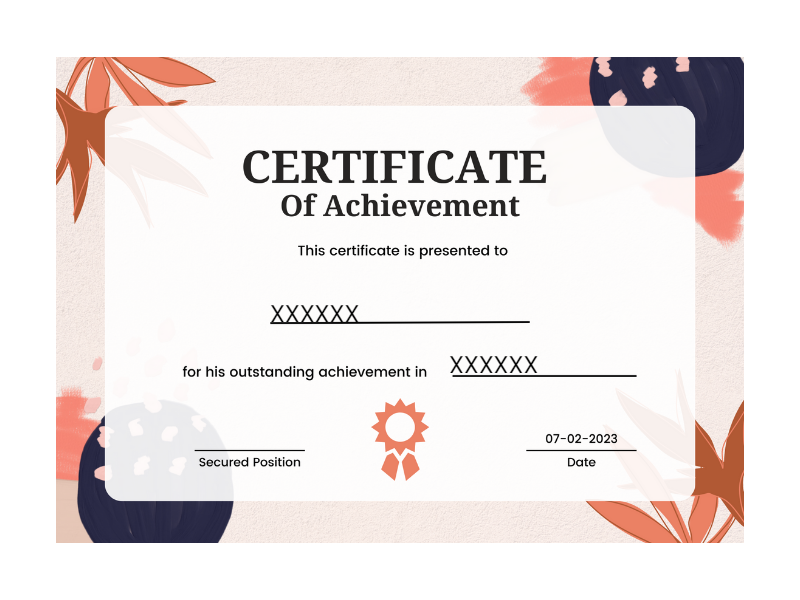 CERTIFICATE
Of Achievement
This certificate is presented to
XXXXXX
for his outstanding achievement in XXXXXX
07-02-2023
Secured Position
Date